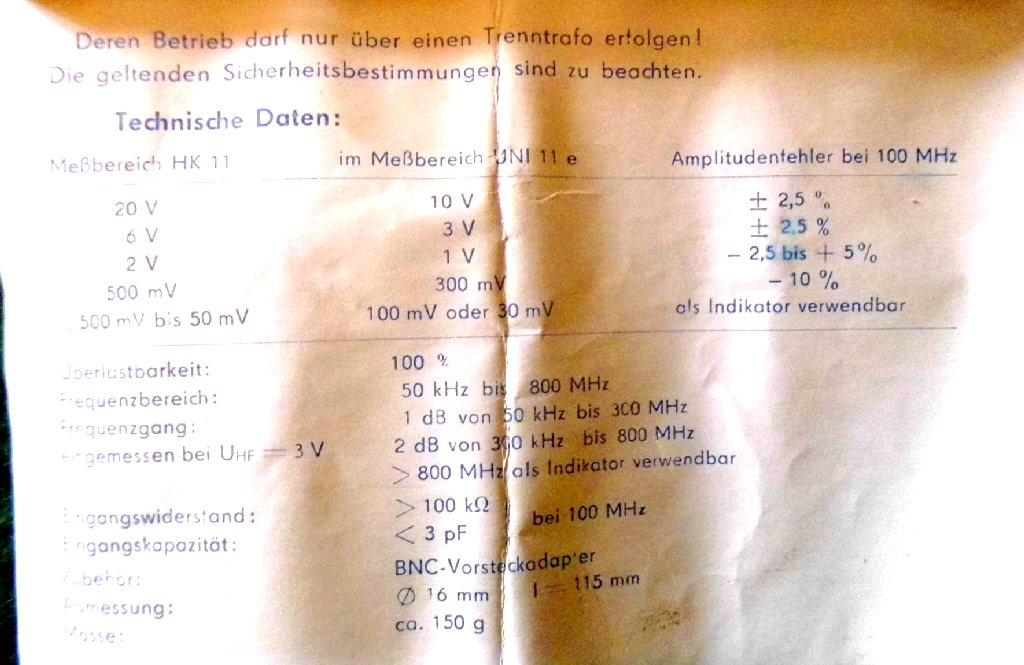 Deren Betrieb darf nur über einen Trenntrafo erfolgen!
Die geltenden Sicherheitsbestimmungen sind zu beachten.
Technische Daten:
Meßbereich HK 11 im Meßbereich UNI 11 e Amplitudenfehler bei 100 MHz
20 V 10 V ± 2,5 %
6 V 3 V ± 2,5 %
2 V 1 V − 2,5 bis + 5%
500 mV 300 mV − 10 %
500 mV bis 50 mV 100 mV oder 30 mV als Indikator verwendbar
Überlastbarkeit: 100 %
Frequenzbereich: 50 kHz bis 800 MHz
Frequenzgang: 1 dB von 50 kHz bis 300 MHz
eingemessen bei UHF = 3 V 2 dB von 300 kHz bis 800 MHz
> 800 MHz als Indikator verwendbar
Eingangswiderstand: > 100 kΩ bei 100 MHz
Eingangskapazität: < 3 pF
Zubehör: BNC-Vorsteckadapter
Abmessung: ∅ 16 mm l = 115 mm
Masse: ca. 150 g